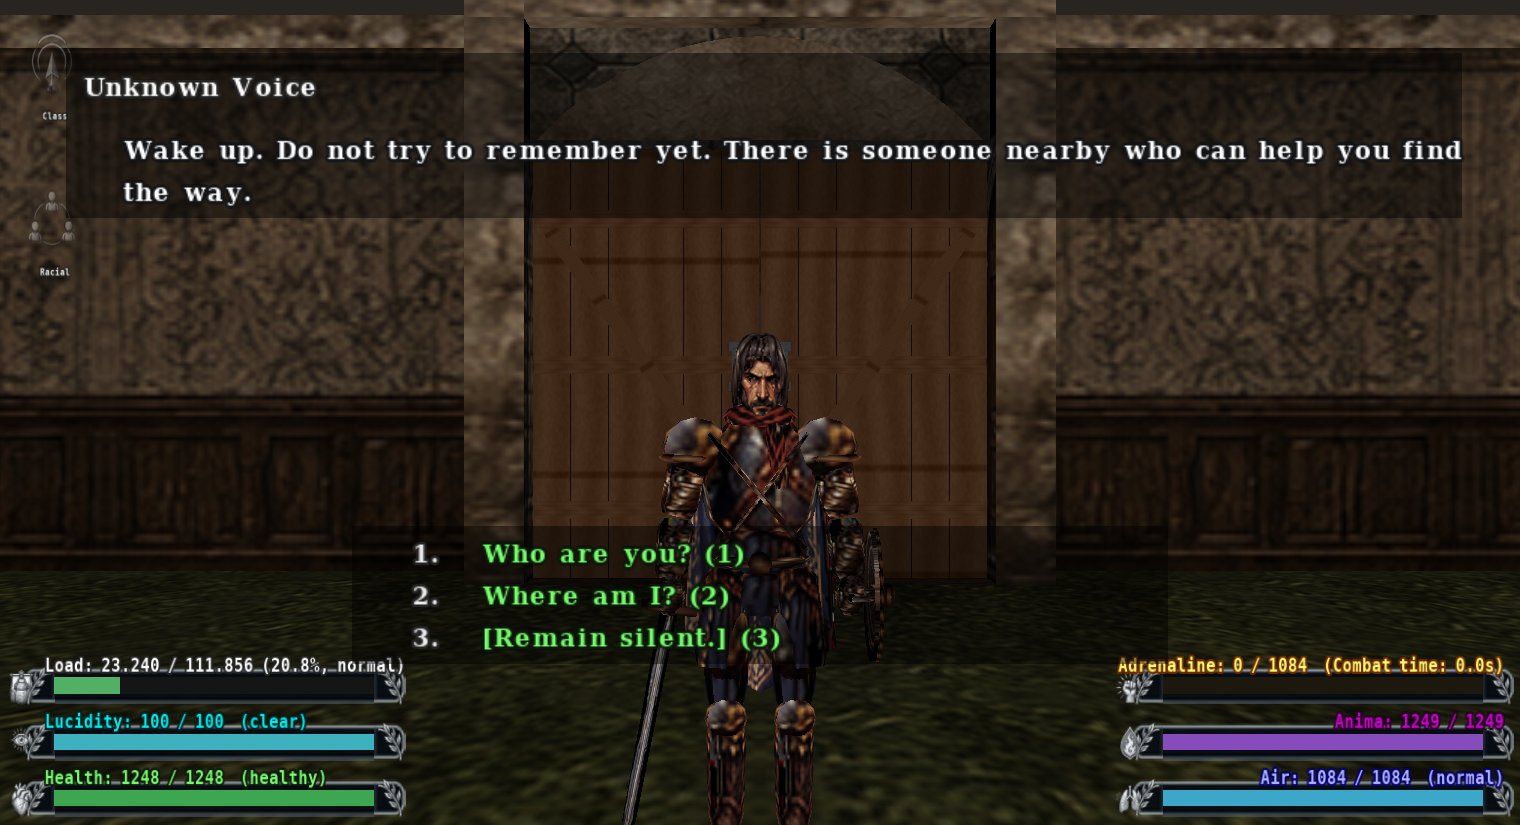 Unknown Voice
Class
Wake up. Do not try to remember yet. There is someone nearby who can help you find
the way.
Racial
1. Who are you? (1)
2. Where am I? (2)
3. [Remain silent.] (3)
Load: 23.240 / 111.856 (20.8%, normal)
Adrenaline: 0 / 1084 (Combat time: 0.0s)
Lucidity: 100 / 100 (clear)
Anima: 1249 / 1249
Health: 1248 / 1248 (healthy)
Air: 1084 / 1084 (normal)